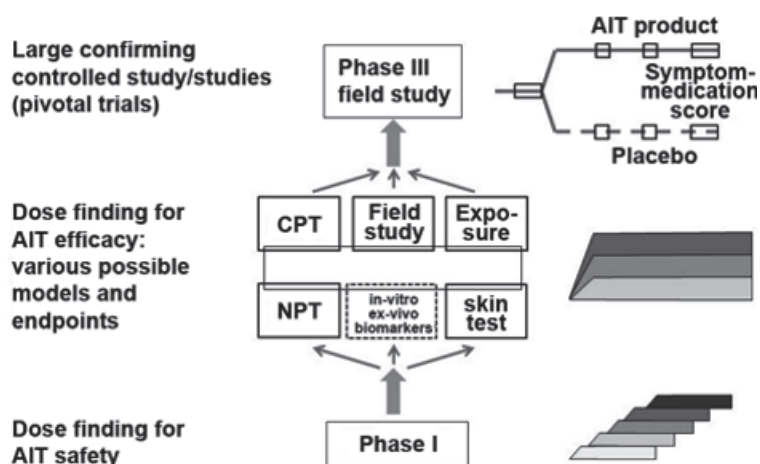 Large confirming
controlled study/studies
(pivotal trials)
Phase III
field study
AIT product
Symptom-
medication
score
Placebo
Dose finding for
AIT efficacy:
various possible
models and
endpoints
CPT
Field
study
Expo-
sure
NPT
in-vitro
ex-vivo
biomarkers
skin
test
Dose finding for
AIT safety
Phase I